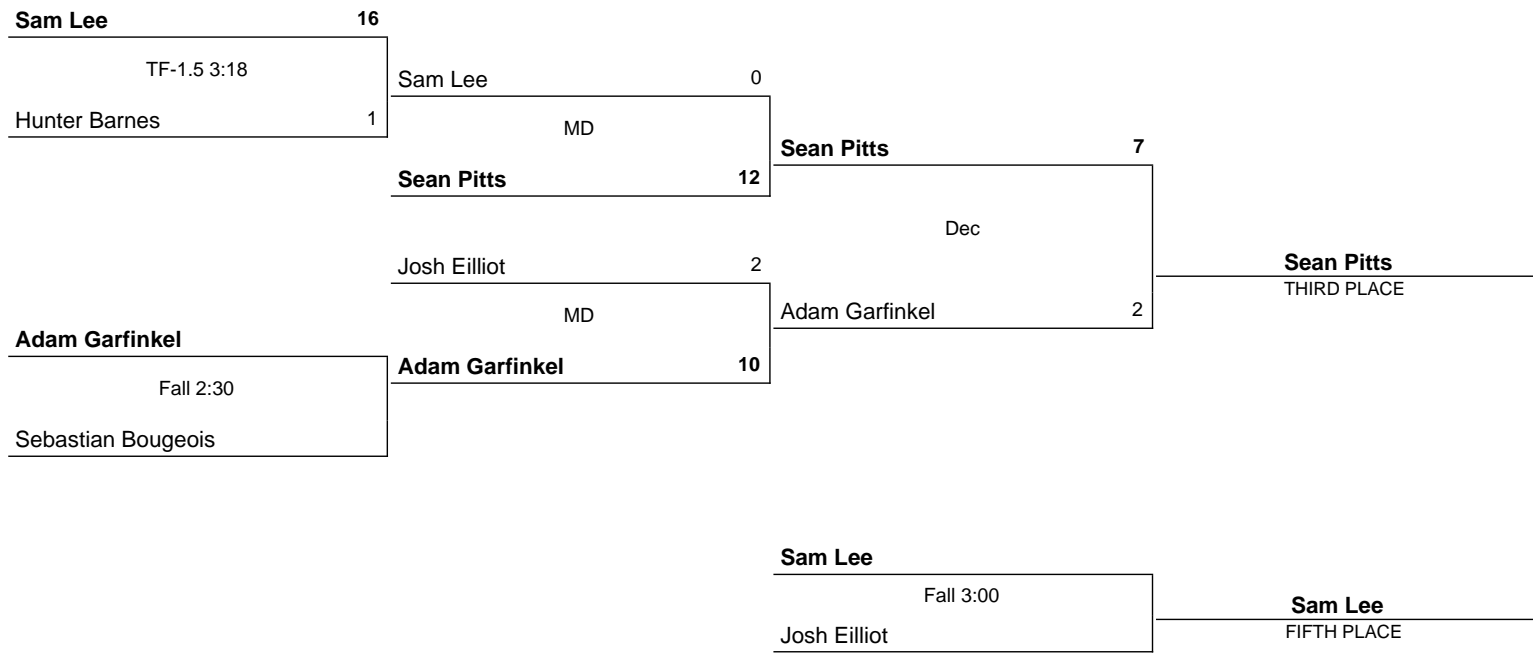 Sam Lee 16
TF-1.5 3:18
Hunter Barnes 1
Sam Lee 0
MD
Sean Pitts 12
Sean Pitts 7
Dec
Josh Eilliot 2
MD
Adam Garfinkel 10
Adam Garfinkel 2
Sean Pitts
THIRD PLACE
Adam Garfinkel
Fall 2:30
Sebastian Bougeois
Sam Lee
Fall 3:00
Josh Eilliot
Sam Lee
FIFTH PLACE